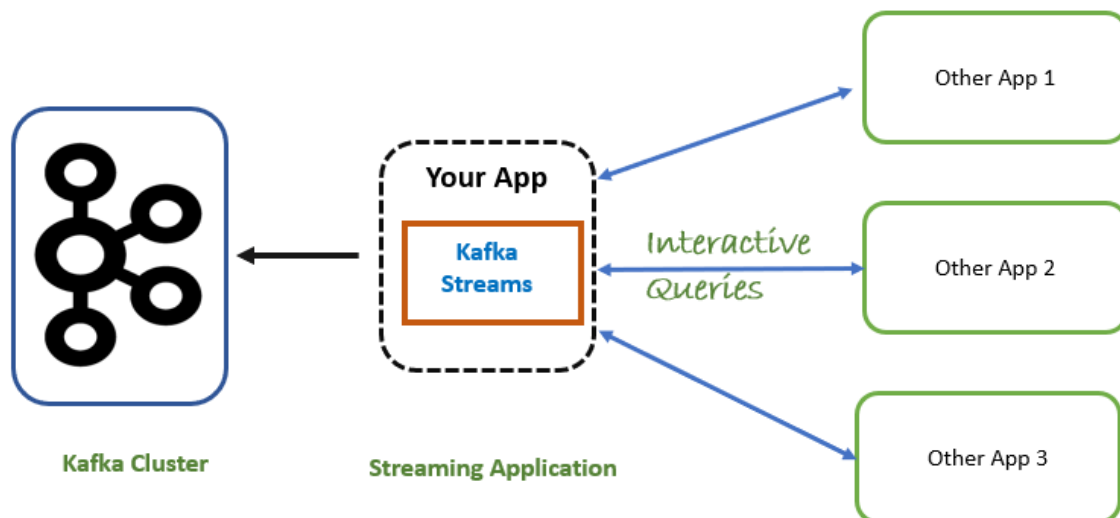 Other App 1
Your App
Kafka
Streams
Interactive
Queries
Other App 2
Other App 3
Kafka Cluster
Streaming Application